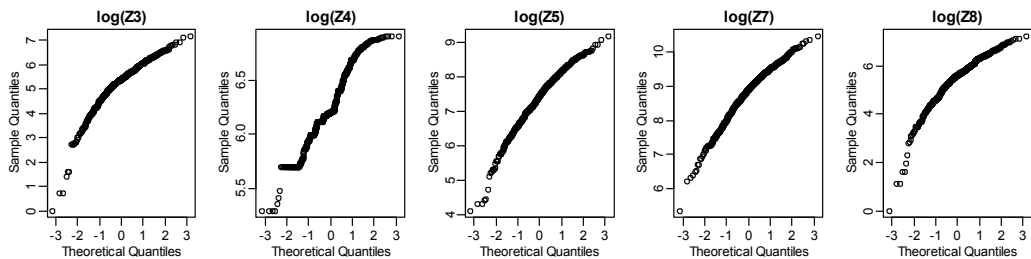 log(Z3)
Sample Quantiles
0 1 2 3 4 5 6 7
-3 -2 -1 0 1 2 3
Theoretical Quantiles
log(Z4)
Sample Quantiles
5.5 6.0 6.5
-3 -2 -1 0 1 2 3
Theoretical Quantiles
log(Z5)
Sample Quantiles
4 5 6 7 8 9
-3 -2 -1 0 1 2 3
Theoretical Quantiles
log(Z7)
Sample Quantiles
6 7 8 9 10
-3 -2 -1 0 1 2 3
Theoretical Quantiles
log(Z8)
Sample Quantiles
0 2 4 6
-3 -2 -1 0 1 2 3
Theoretical Quantiles